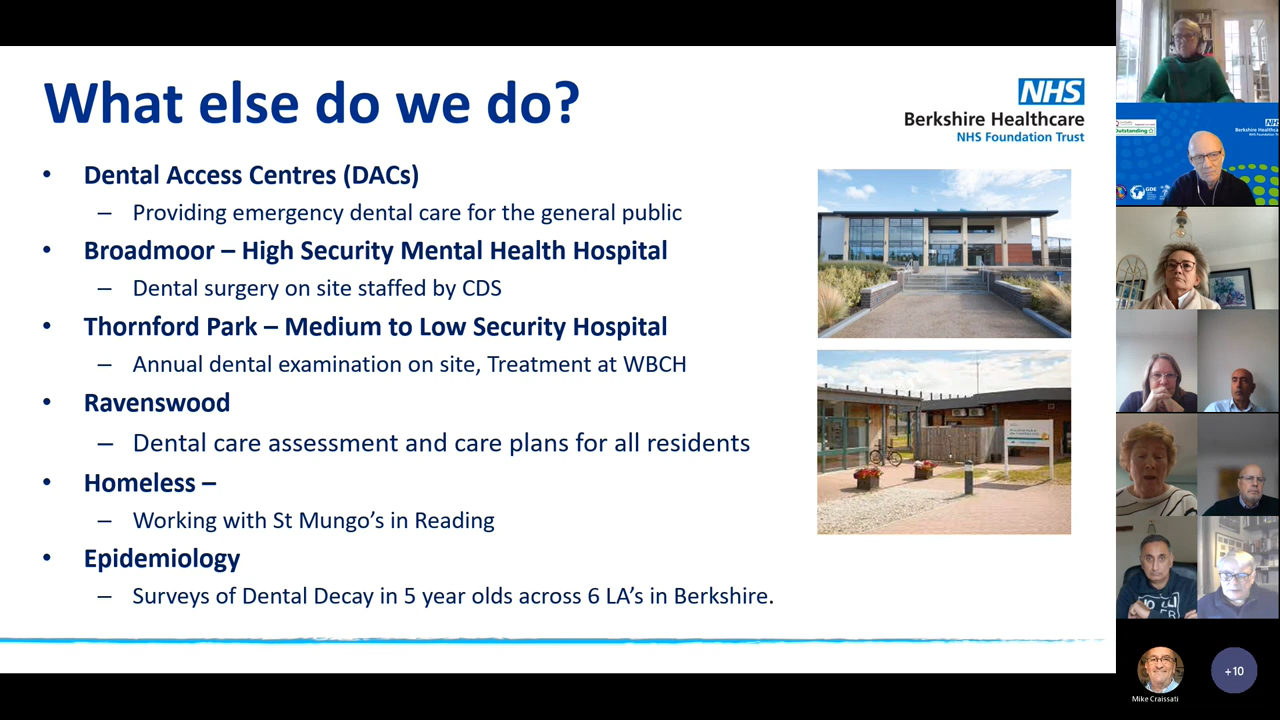 What else do we do?
NHS
Berkshire Healthcare
NHS Foundation Trust
• Dental Access Centres (DACs)
– Providing emergency dental care for the general public
• Broadmoor – High Security Mental Health Hospital
– Dental surgery on site staffed by CDS
• Thornford Park – Medium to Low Security Hospital
– Annual dental examination on site, Treatment at WBCH
• Ravenswood
– Dental care assessment and care plans for all residents
• Homeless –
– Working with St Mungo’s in Reading
• Epidemiology
– Surveys of Dental Decay in 5 year olds across 6 LA’s in Berkshire.
Outstanding
GDE
Mike Craissati
+10